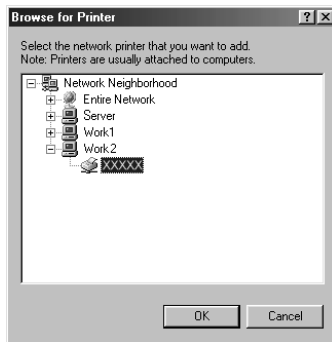 Browse for Printer
Select the network printer that you want to add.
Note: Printers are usually attached to computers.
Network Neighborhood
Entire Network
Server
Work1
Work2
XXXXX
OK
Cancel